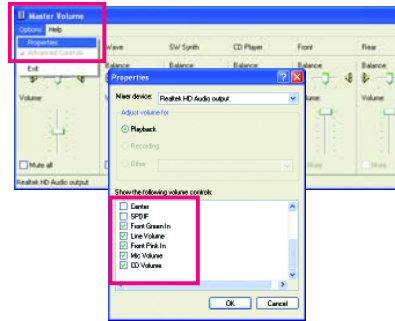 Master Volume
Options Help
Properties
Advanced Controls
Exit
Wave SW Synth CD Player Front Rear
Balance: Balance: Balance: Balance:
Volume:
Mute all
Mute
Mute
Realtek HD Audio output
Properties
Mixer device: Realtek HD Audio output
Adjust volume for
Playback
Recording
Other
Show the following volume controls:
Center
SPDIF
Front Green In
Line Volume
Front Pink In
Mic Volume
CD Volume
OK Cancel